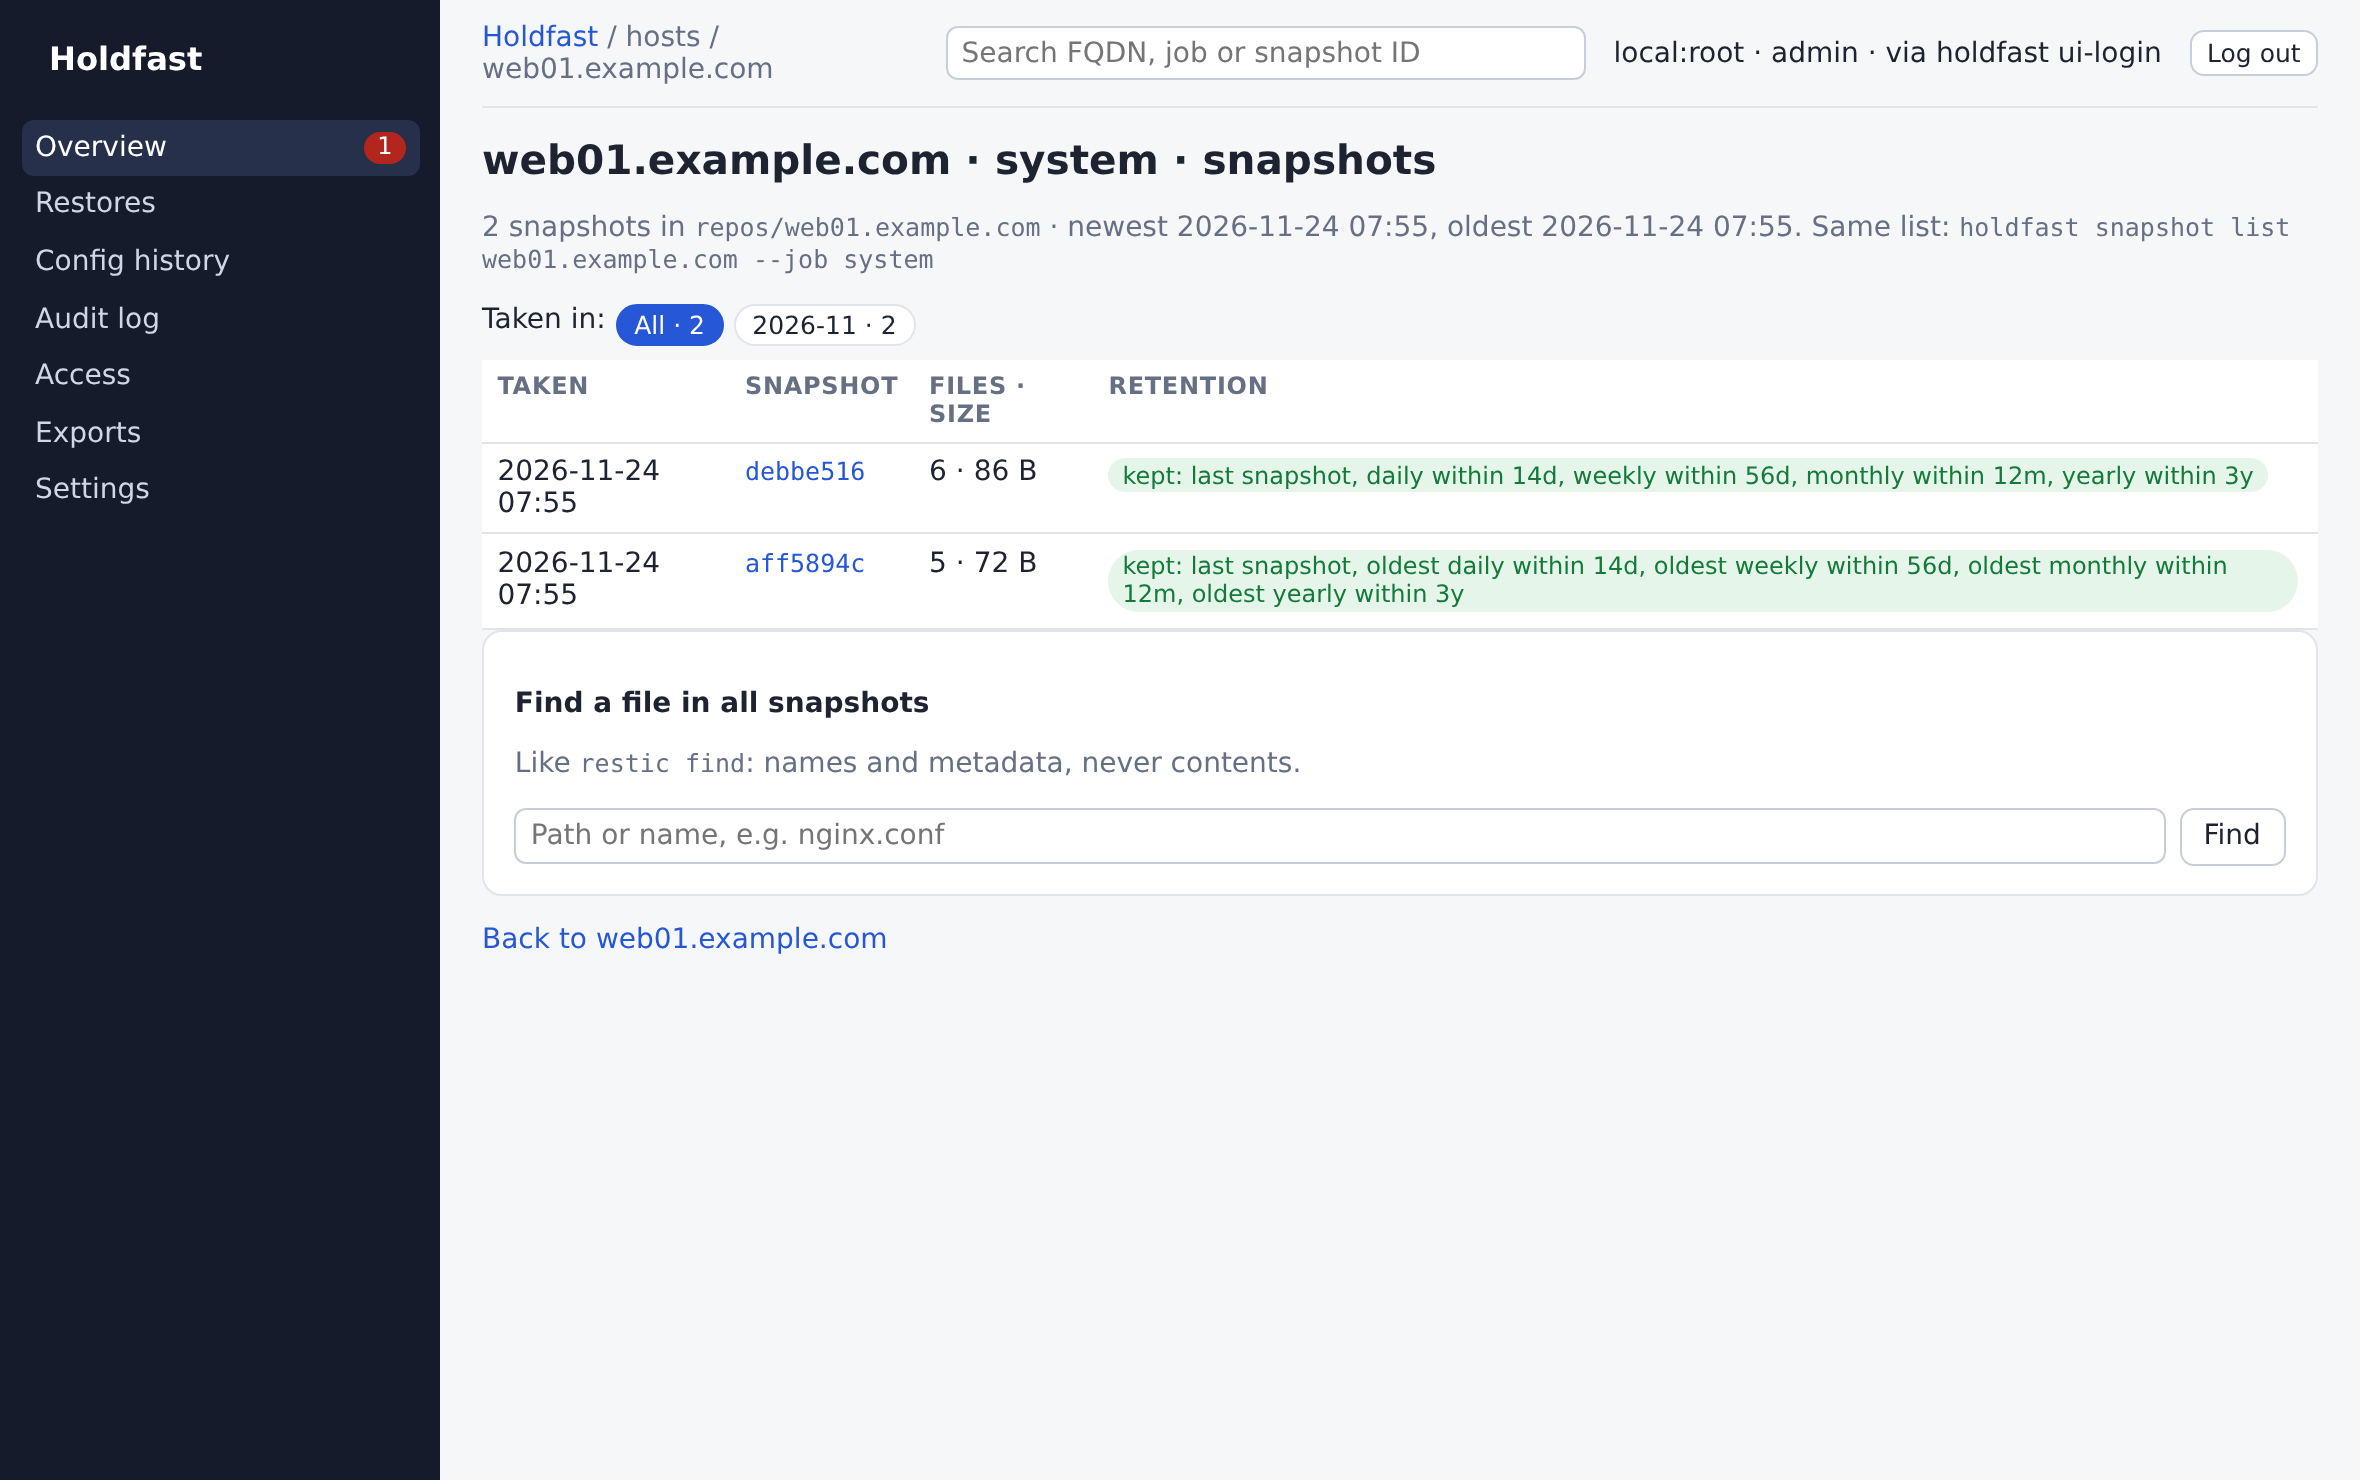 Holdfast
Overview 1
Restores
Config history
Audit log
Access
Exports
Settings
Holdfast / hosts /
web01.example.com
Search FQDN, job or snapshot ID
local:root · admin · via holdfast ui-login
Log out
web01.example.com · system · snapshots
2 snapshots in repos/web01.example.com · newest 2026-11-24 07:55, oldest 2026-11-24 07:55. Same list: holdfast snapshot list
web01.example.com --job system
Taken in: All · 2 2026-11 · 2
TAKEN SNAPSHOT FILES · RETENTION
SIZE
2026-11-24 debbe516 6 · 86 B kept: last snapshot, daily within 14d, weekly within 56d, monthly within 12m, yearly within 3y
07:55
2026-11-24 aff5894c 5 · 72 B kept: last snapshot, oldest daily within 14d, oldest weekly within 56d, oldest monthly within
07:55 12m, oldest yearly within 3y
Find a file in all snapshots
Like restic find: names and metadata, never contents.
Path or name, e.g. nginx.conf Find
Back to web01.example.com